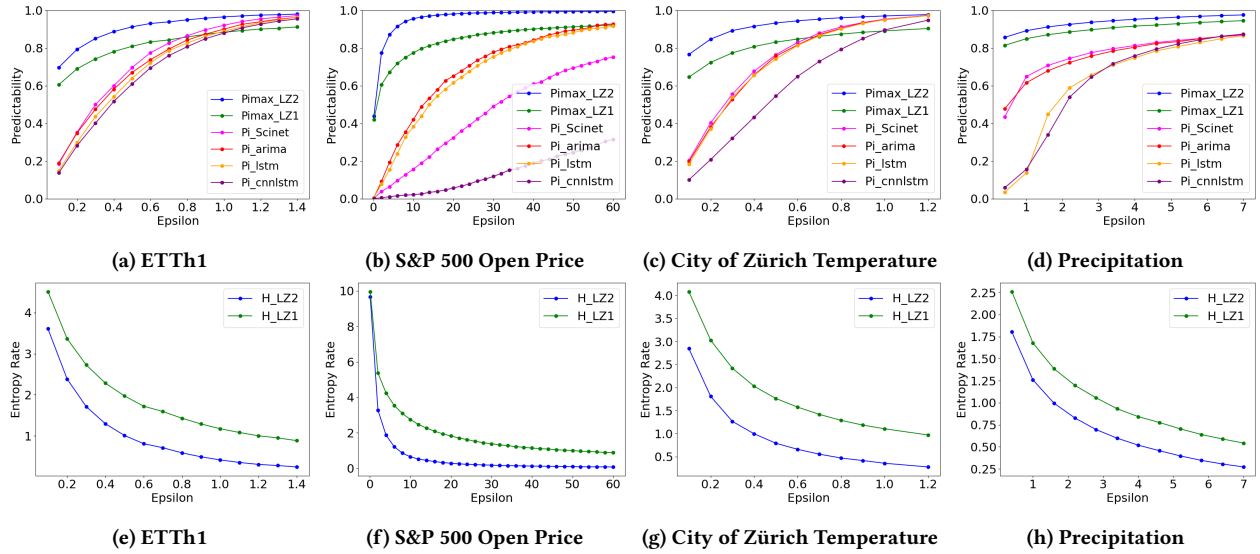 1.0
0.8
0.6
0.4
0.2
0.0
Predictability
Pimax_LZ2
Pimax_LZ1
Pi_Scinet
Pi_arima
Pi_lstm
Pi_cnnlstm
0.2 0.4 0.6 0.8 1.0 1.2 1.4
Epsilon
(a) ETTh1
1.0
0.8
0.6
0.4
0.2
0.0
Predictability
Pimax_LZ2
Pimax_LZ1
Pi_Scinet
Pi_arima
Pi_lstm
Pi_cnnlstm
0 10 20 30 40 50 60
Epsilon
(b) S&P 500 Open Price
1.0
0.8
0.6
0.4
0.2
0.0
Predictability
Pimax_LZ2
Pimax_LZ1
Pi_Scinet
Pi_arima
Pi_lstm
Pi_cnnlstm
0.2 0.4 0.6 0.8 1.0 1.2
Epsilon
(c) City of Zürich Temperature
1.0
0.8
0.6
0.4
0.2
0.0
Predictability
Pimax_LZ2
Pimax_LZ1
Pi_Scinet
Pi_arima
Pi_lstm
Pi_cnnlstm
1 2 3 4 5 6 7
Epsilon
(d) Precipitation
4
3
2
1
Entropy Rate
H_LZ2
H_LZ1
0.2 0.4 0.6 0.8 1.0 1.2 1.4
Epsilon
(e) ETTh1
10
8
6
4
2
0
Entropy Rate
H_LZ2
H_LZ1
0 10 20 30 40 50 60
Epsilon
(f) S&P 500 Open Price
4.0
3.5
3.0
2.5
2.0
1.5
1.0
0.5
Entropy Rate
H_LZ2
H_LZ1
0.2 0.4 0.6 0.8 1.0 1.2
Epsilon
(g) City of Zürich Temperature
2.25
2.00
1.75
1.50
1.25
1.00
0.75
0.50
0.25
Entropy Rate
H_LZ2
H_LZ1
1 2 3 4 5 6 7
Epsilon
(h) Precipitation